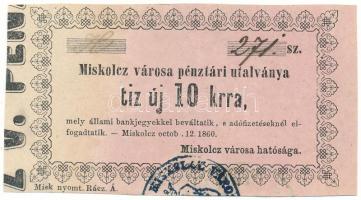 271. sz.
Miskolcz városa pénztári utalványa
tiz új 10 krra,
mely állami bankjegyekkel beváltatik, s adófizetéseknél el-
fogadtatik. — Miskolcz octob. 12. 1860.
Miskolcz városa hatósága.
Misk nyomt. Rácz. Á.